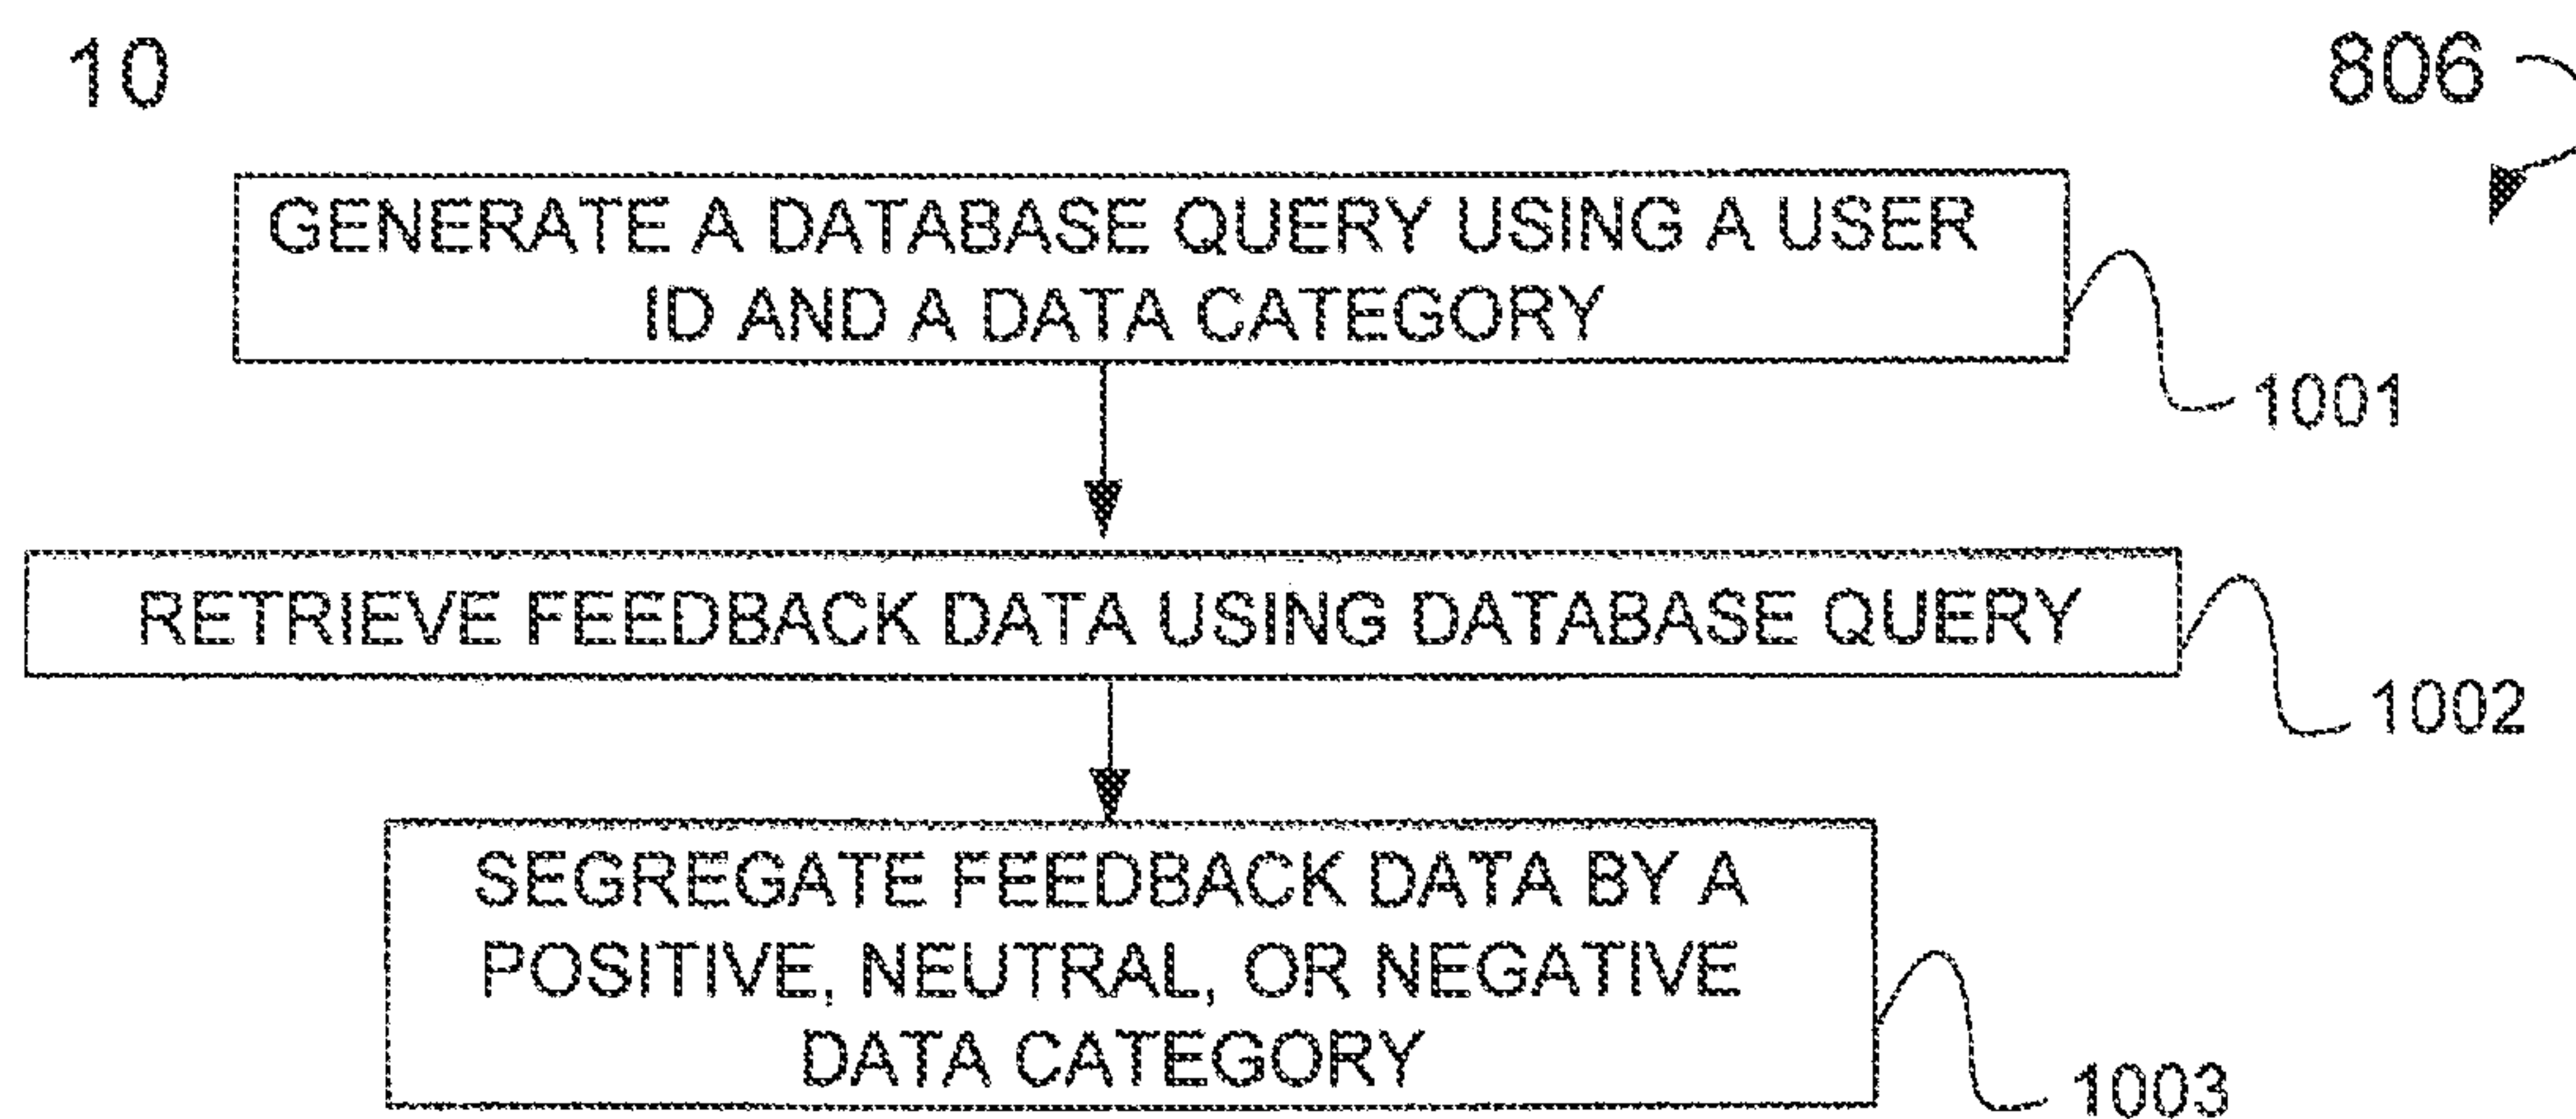 10
806
GENERATE A DATABASE QUERY USING A USER
ID AND A DATA CATEGORY
1001
RETRIEVE FEEDBACK DATA USING DATABASE QUERY
1002
SEGREGATE FEEDBACK DATA BY A
POSITIVE, NEUTRAL, OR NEGATIVE
DATA CATEGORY
1003